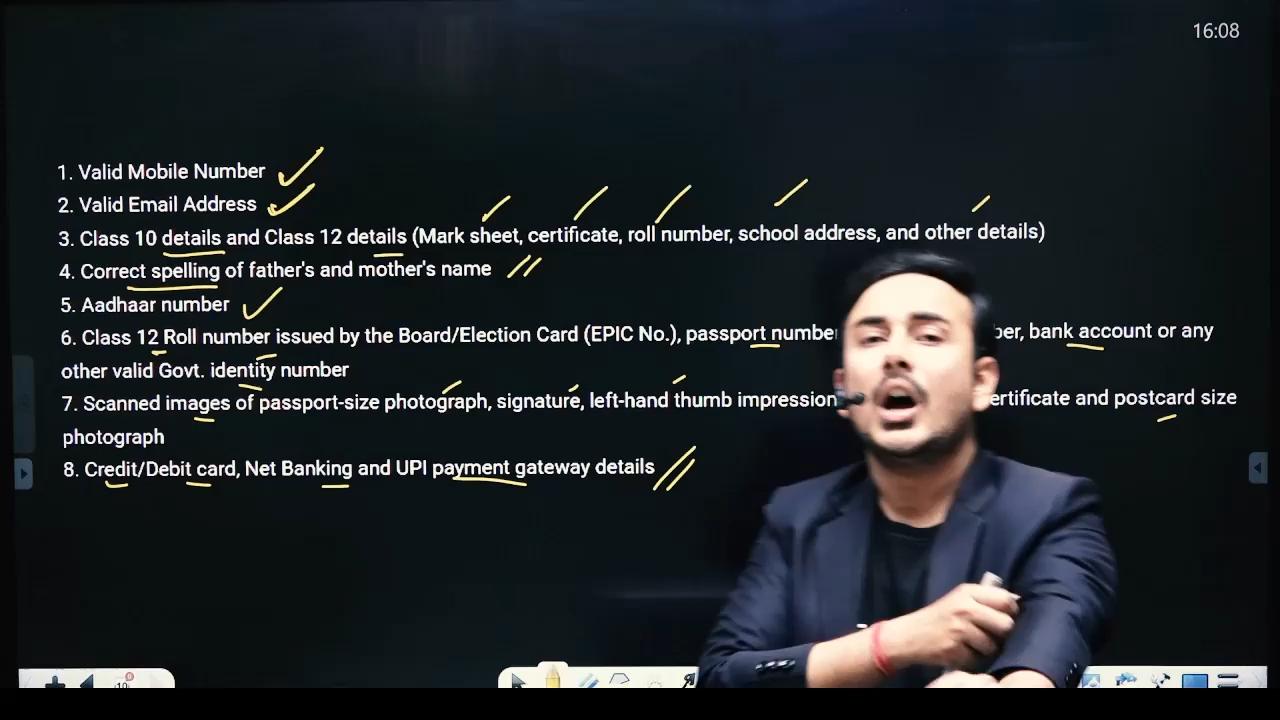 16:08
1. Valid Mobile Number
2. Valid Email Address
3. Class 10 details and Class 12 details (Mark sheet, certificate, roll number, school address, and other details)
4. Correct spelling of father's and mother's name
5. Aadhaar number
6. Class 12 Roll number issued by the Board/Election Card (EPIC No.), passport number bank account or any
other valid Govt. identity number
7. Scanned images of passport-size photograph, signature, left-hand thumb impression and postcard size
photograph
8. Credit/Debit card, Net Banking and UPI payment gateway details